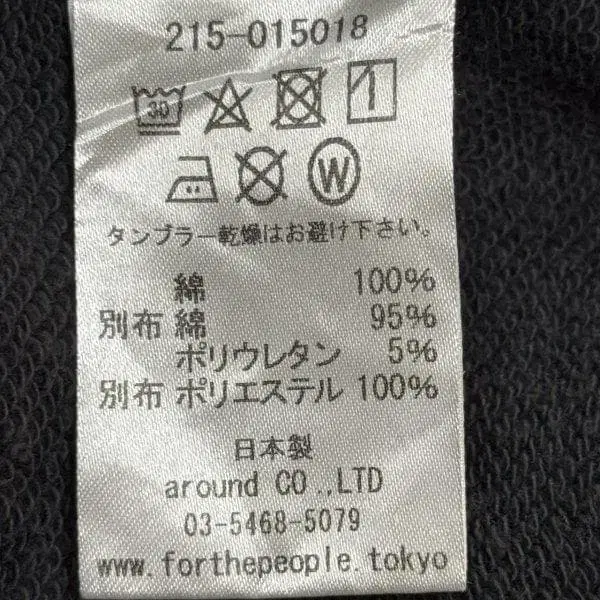 215-015018
30
W
タンブラー乾燥はお避け下さい。
綿 100%
別布 綿 95%
ポリウレタン 5%
別布 ポリエステル 100%
日本製
around CO.,LTD
03-5468-5079
www.forthepeople.tokyo